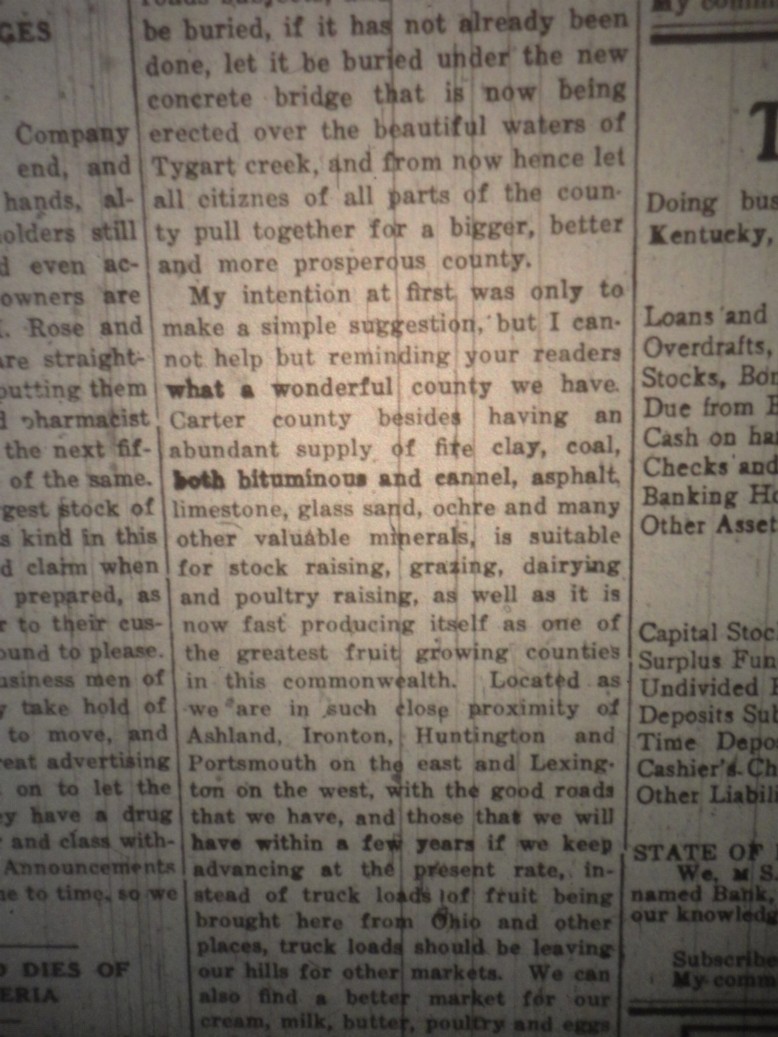 GES
Company
end, and
hands, al-
holders still
d even ac-
owners are
Rose and
are straight-
putting them
d pharmacist
the next fif-
of the same.
gest stock of
s kind in this
d claim when
prepared, as
r to their cus-
ound to please.
usiness men of
y take hold of
to move, and
reat advertising
on to let the
ey have a drug
and class with-
Announcements
me to time, so we
DIES OF
ERIA
be buried, if it has not already been
done, let it be buried under the new
concrete bridge that is now being
erected over the beautiful waters of
Tygart creek, and from now hence let
all citiznes of all parts of the coun-
ty pull together for a bigger, better
and more prosperous county.
My intention at first was only to
make a simple suggestion, but I can-
not help but reminding your readers
what a wonderful county we have.
Carter county besides having an
abundant supply of fire clay, coal,
both bituminous and cannel, asphalt,
limestone, glass sand, ochre and many
other valuable minerals, is suitable
for stock raising, grazing, dairying
and poultry raising, as well as it is
now fast producing itself as one of
the greatest fruit growing counties
in this commonwealth. Located as
we are in such close proximity of
Ashland, Ironton, Huntington and
Portsmouth on the east and Lexing-
ton on the west, with the good roads
that we have, and those that we will
have within a few years if we keep
advancing at the present rate, in-
stead of truck loads of fruit being
brought here from Ohio and other
places, truck loads should be leaving
our hills for other markets. We can
also find a better market for our
cream, milk, butter, poultry and eggs
My comm
T
Doing bus
Kentucky,
Loans and
Overdrafts,
Stocks, Bon
Due from B
Cash on ha
Checks and
Banking Ho
Other Asset
Capital Stoc
Surplus Fun
Undivided P
Deposits Sub
Time Depo
Cashier's Ch
Other Liabili
STATE OF
We, M S.
named Bank,
our knowledg
Subscribe
My comm